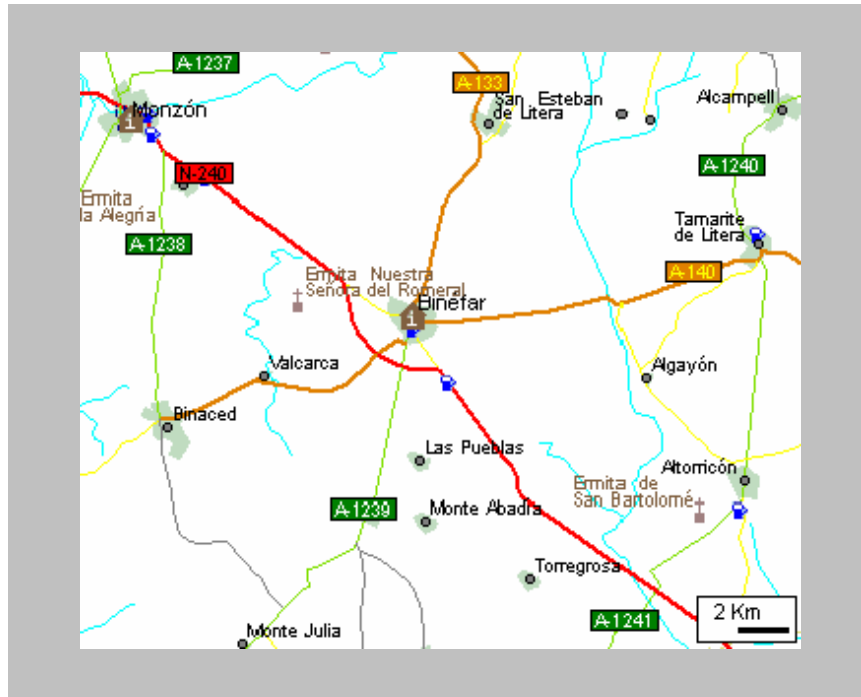 A-1237
A-133
San Esteban
de Litera
Alcampell
Monzón
i
N-240
A-1240
Ermita
la Alegría
Tamarite
de Litera
A-1238
A-140
Ermita Nuestra
Señora del Romeral
Binéfar
i
Valcarca
Algayón
Binaced
Las Pueblas
Altorricón
Ermita de
San Bartolomé
A-1239
Monte Abadía
Torregrosa
2 Km
A-1241
Monte Julia